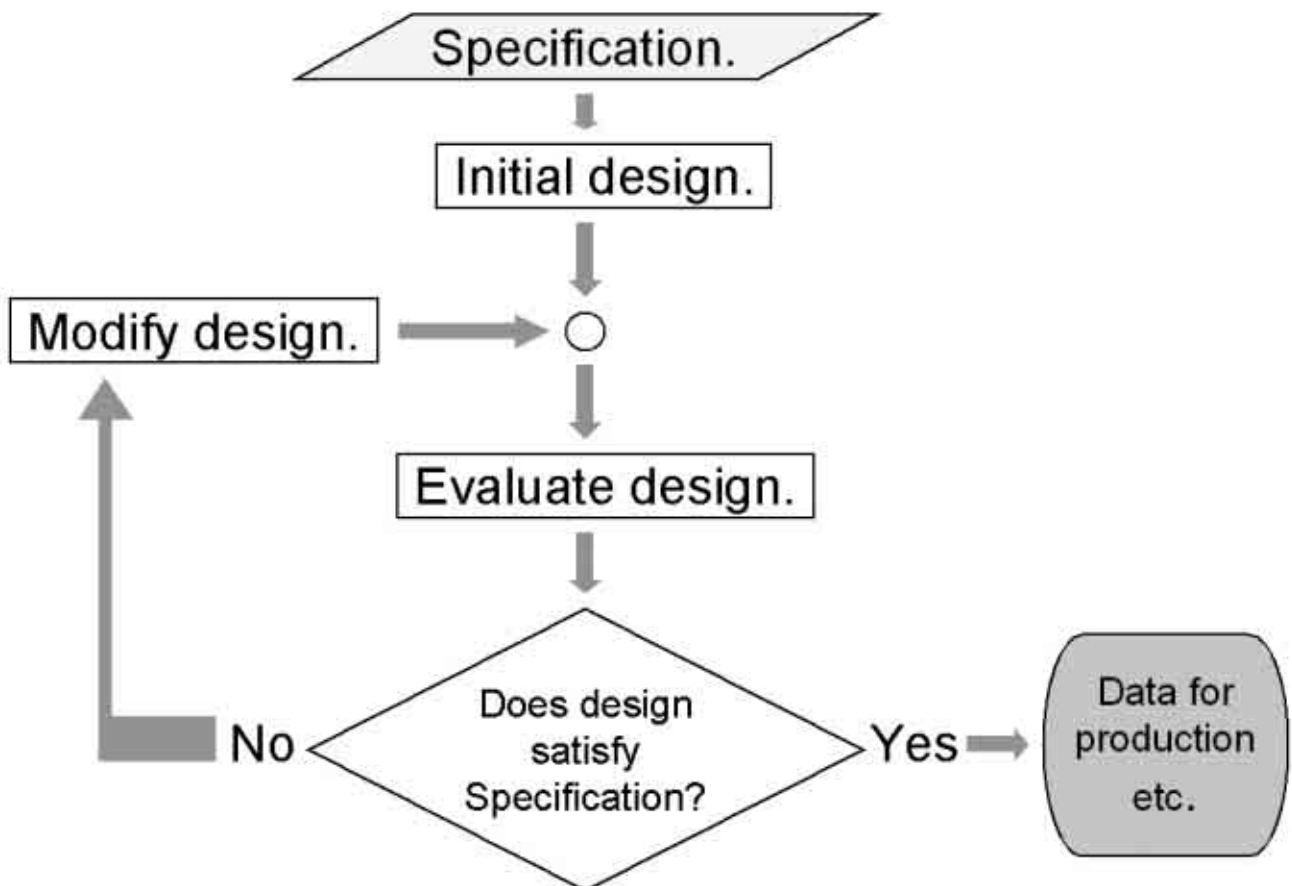 Specification.
Initial design.
Modify design.
Evaluate design.
Does design
satisfy
Specification?
No
Yes
Data for
production
etc.